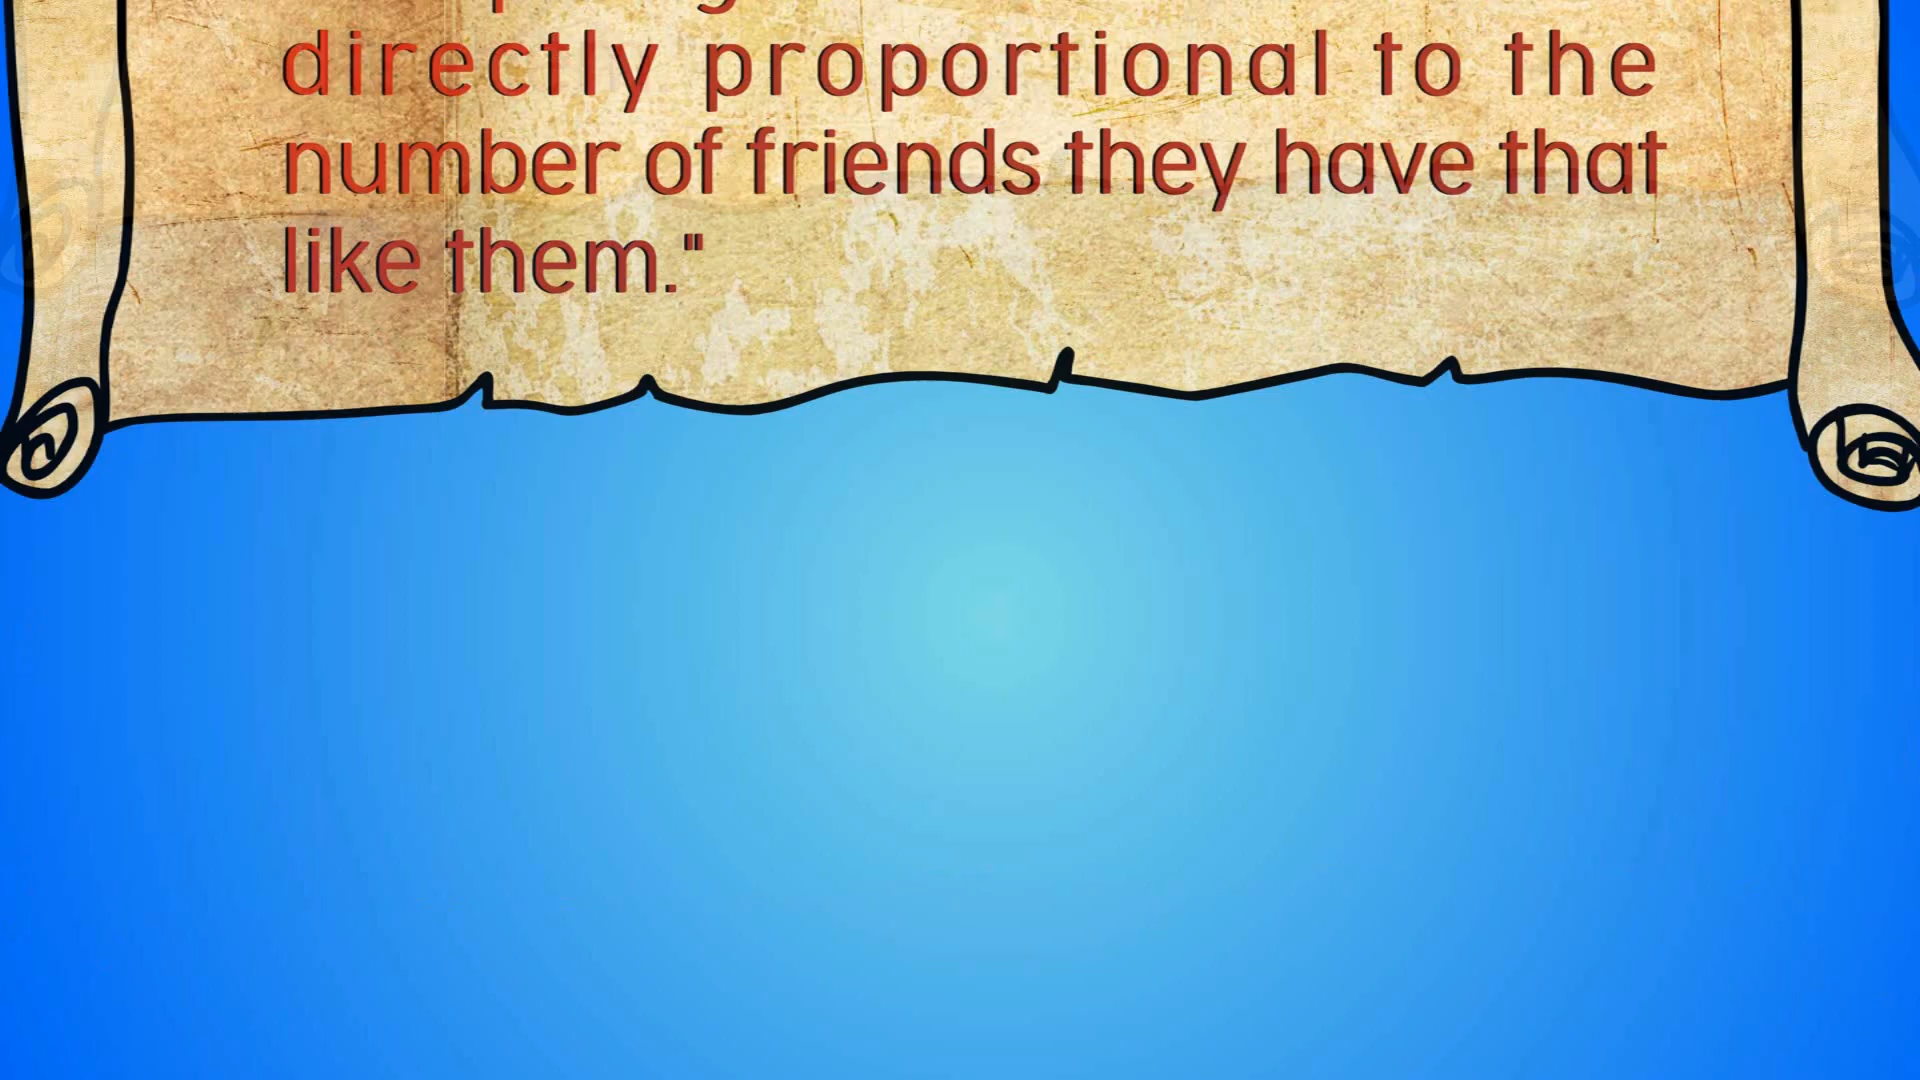 directly proportional to the
number of friends they have that
like them."